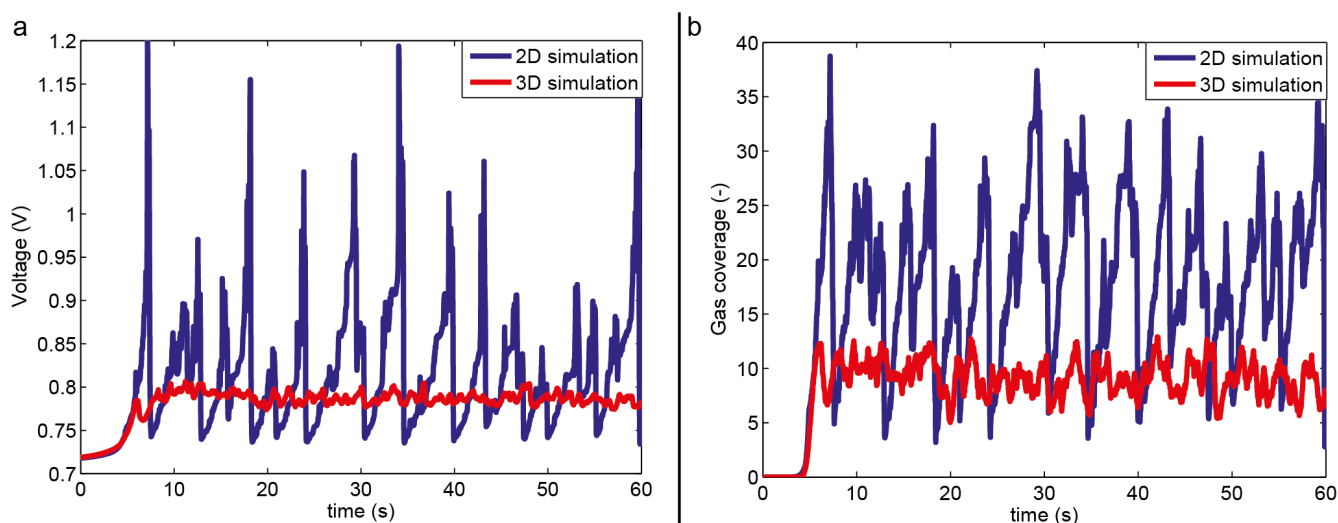 a
1.2
1.15
1.1
1.05
1
0.95
0.9
0.85
0.8
0.75
0.7
Voltage (V)
2D simulation
3D simulation
0 10 20 30 40 50 60
time (s)
b
40
35
30
25
20
15
10
5
0
Gas coverage (-)
2D simulation
3D simulation
0 10 20 30 40 50 60
time (s)